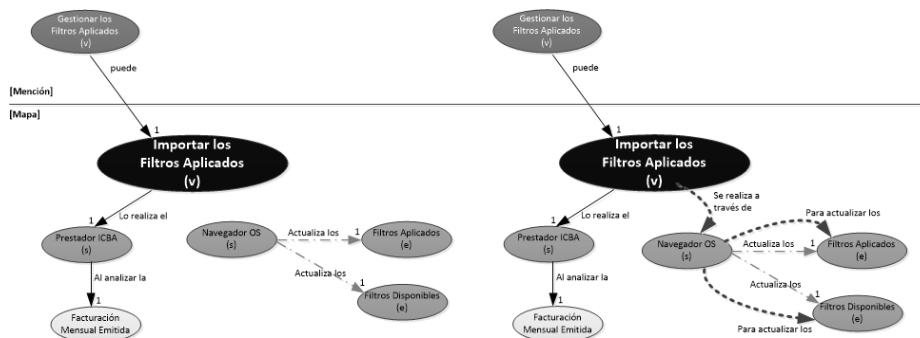 Gestionar los
Filtros Aplicados
(v)
puede
[Mención]
[Mapa]
1
Importar los
Filtros Aplicados
(v)
Lo realiza el
1
Prestador ICBA
(s)
Al analizar la
1
Facturación
Mensual Emitida
Navegador OS
(s)
Actualiza los
1
Filtros Aplicados
(e)
Actualiza los
1
Filtros Disponibles
(e)
Gestionar los
Filtros Aplicados
(v)
puede
1
Importar los
Filtros Aplicados
(v)
Se realiza a
través de
Lo realiza el
1
Prestador ICBA
(s)
Al analizar la
1
Facturación
Mensual Emitida
Para actualizar los
Navegador OS
(s)
Actualiza los
1
Filtros Aplicados
(e)
Actualiza los
1
Filtros Disponibles
(e)
Para actualizar los